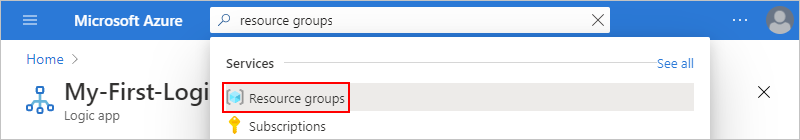 Microsoft Azure
resource groups
Home
Services
See all
My-First-Logi
Logic app
Resource groups
Subscriptions